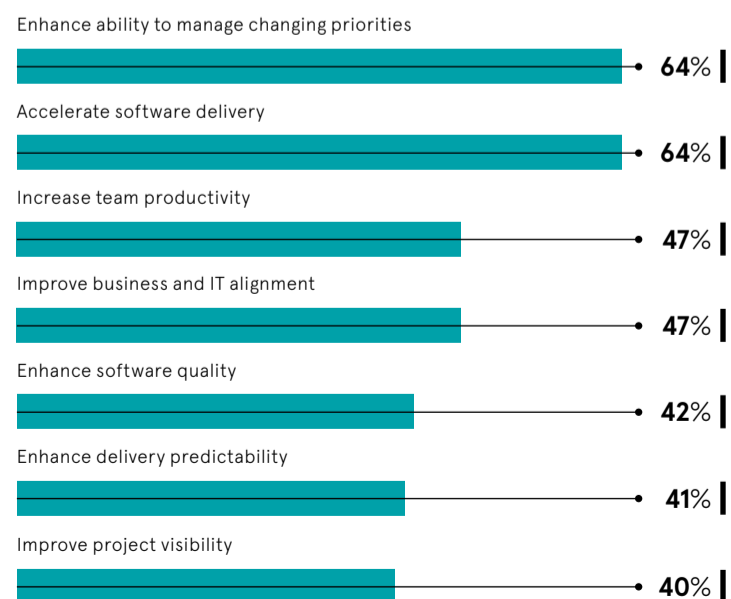 Enhance ability to manage changing priorities
64%
Accelerate software delivery
64%
Increase team productivity
47%
Improve business and IT alignment
47%
Enhance software quality
42%
Enhance delivery predictability
41%
Improve project visibility
40%